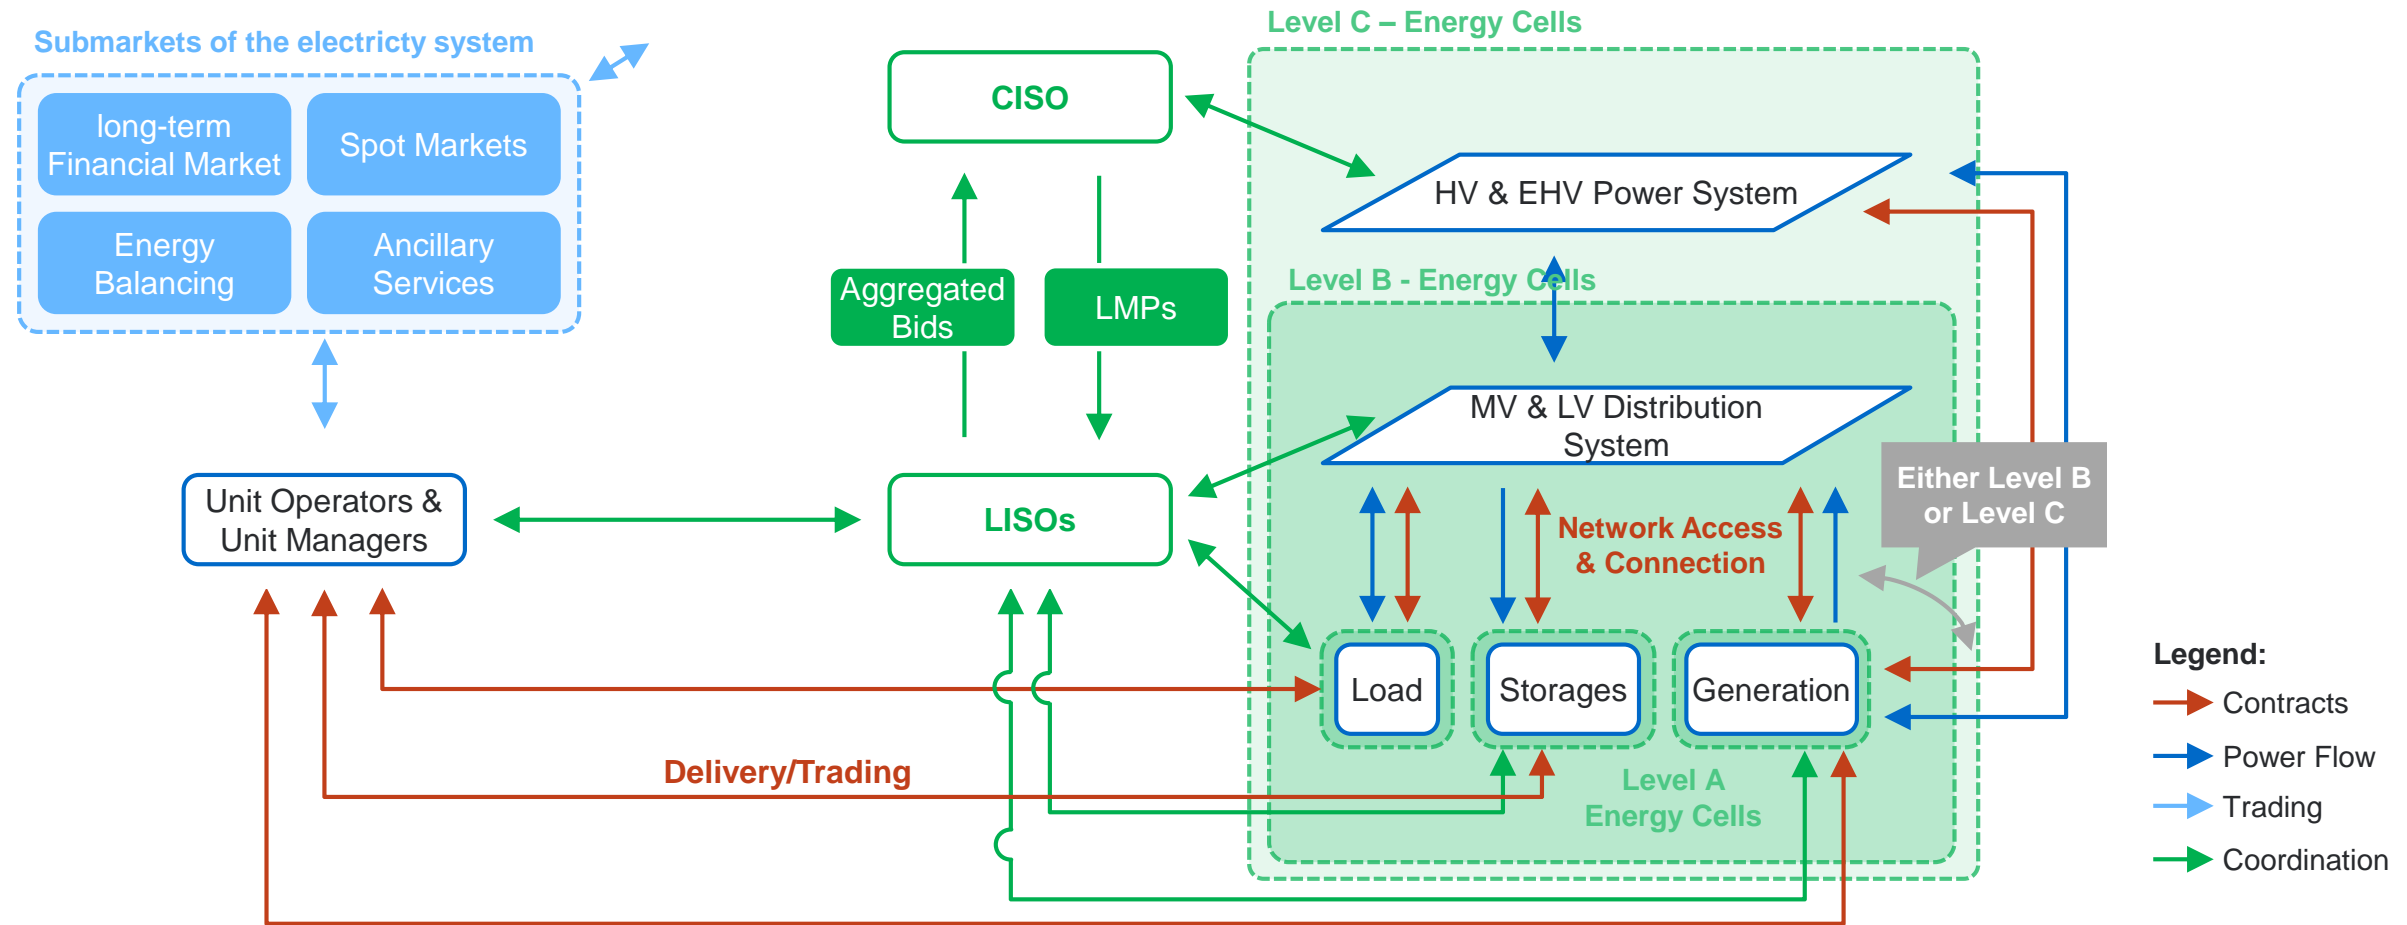 Submarkets of the electricty system
long-term
Financial Market
Spot Markets
Energy
Balancing
Ancillary
Services
Unit Operators &
Unit Managers
CISO
Aggregated
Bids
LMPs
LISOs
Delivery/Trading
Level C – Energy Cells
HV & EHV Power System
Level B - Energy Cells
MV & LV Distribution
System
Network Access
& Connection
Either Level B
or Level C
Load
Storages
Generation
Level A
Energy Cells
Legend:
Contracts
Power Flow
Trading
Coordination